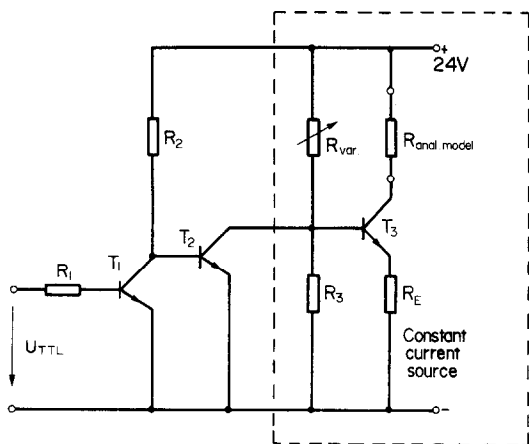 +
24V
R2
Rvar.
Ranal. model
T3
T2
T1
R1
R3
RE
UTTL
Constant
current
source
-